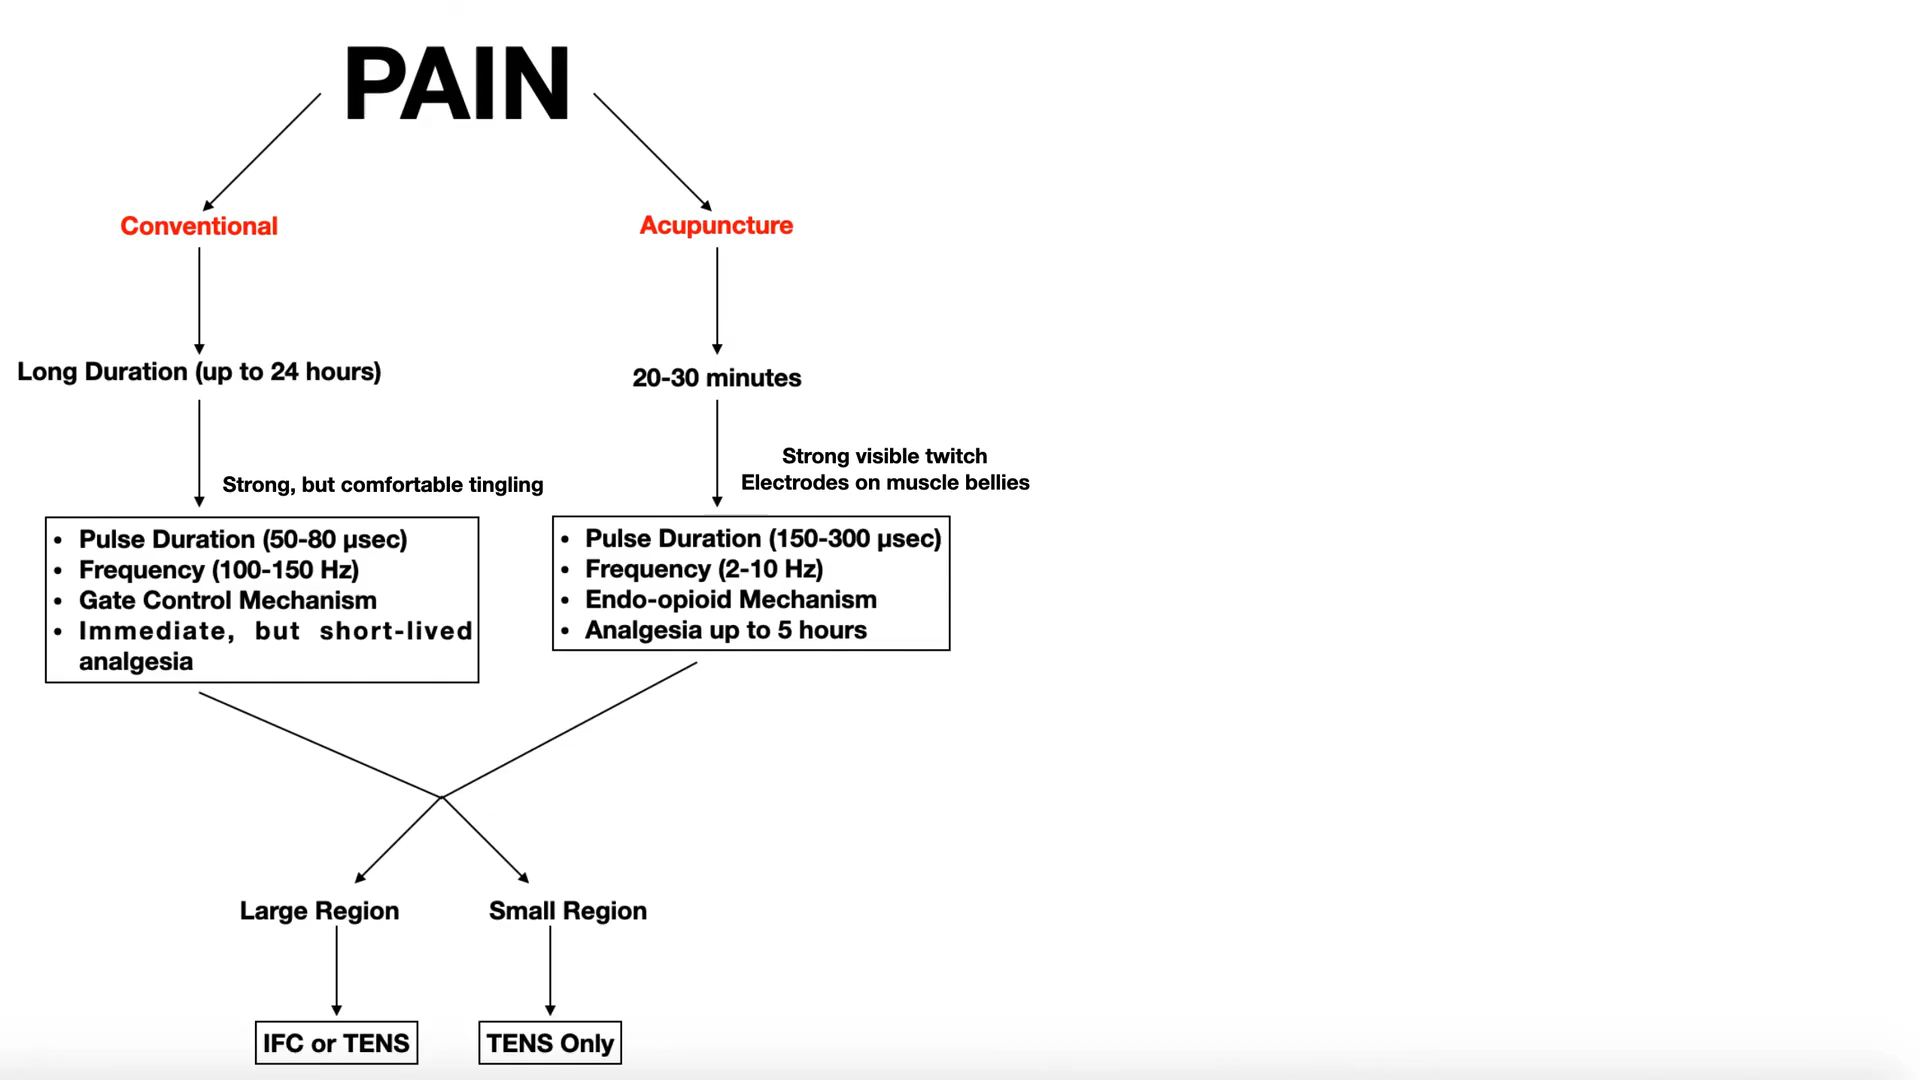 PAIN
Conventional
Acupuncture
Long Duration (up to 24 hours)
20-30 minutes
Strong, but comfortable tingling
Strong visible twitch
Electrodes on muscle bellies
• Pulse Duration (50-80 μsec)
• Frequency (100-150 Hz)
• Gate Control Mechanism
• Immediate, but short-lived
analgesia
• Pulse Duration (150-300 μsec)
• Frequency (2-10 Hz)
• Endo-opioid Mechanism
• Analgesia up to 5 hours
Large Region
Small Region
IFC or TENS
TENS Only